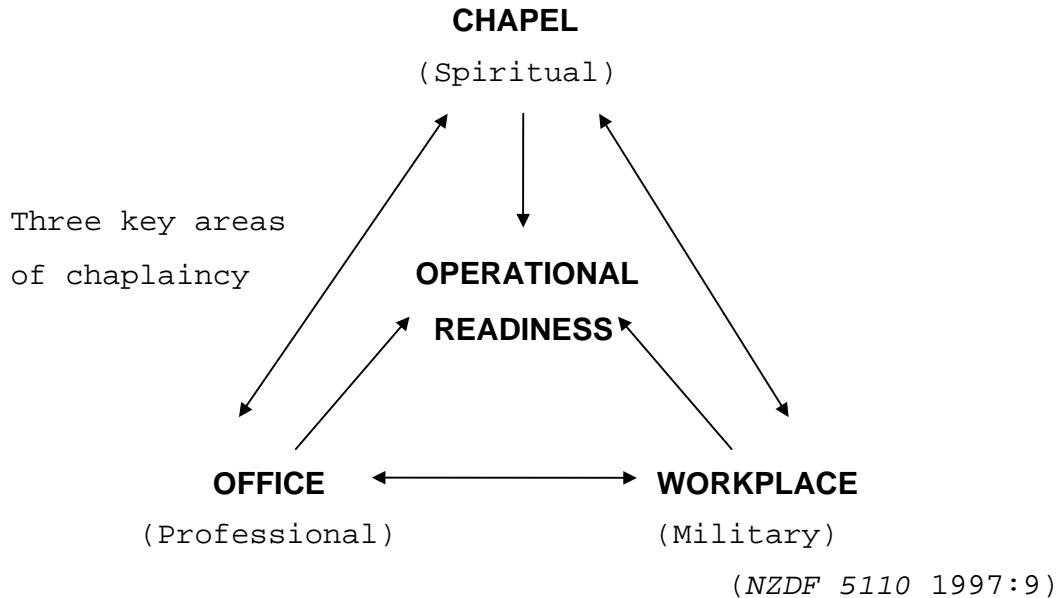 CHAPEL
(Spiritual)
Three key areas
of chaplaincy
OPERATIONAL
READINESS
OFFICE
(Professional)
WORKPLACE
(Military)
(NZDF 5110 1997:9)